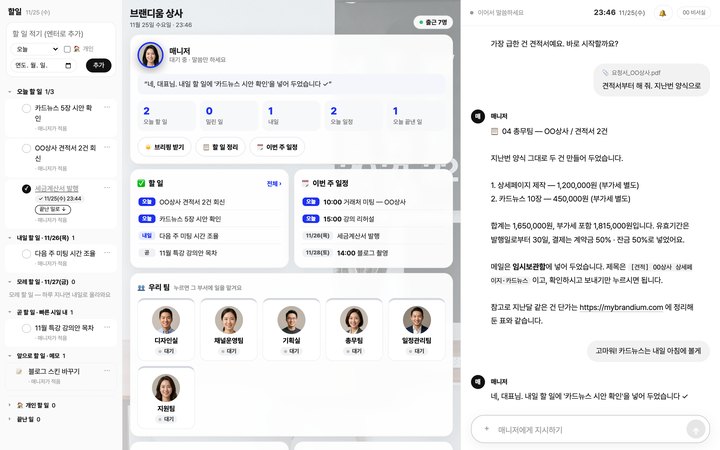 할일 11/25 (수)
할 일 적기 (엔터로 추가)
오늘
🏠 개인
연도. 월. 일.
추가
오늘 할 일 1/3
카드뉴스 5장 시안 확인
· 매니저가 적음
OO상사 견적서 2건 회신
· 매니저가 적음
세금계산서 발행
✓ 11/25(수) 23:44
끝난 일로 ↓
· 매니저가 적음
내일 할 일 · 11/26(목) 1
다음 주 미팅 시간 조율
· 매니저가 적음
모레 할 일 · 11/27(금) 0
모레 할 일 — 하루 지나면 내일로 올라와요
곧 할 일 · 빠른 시일 내 1
11월 특강 강의안 목차
· 매니저가 적음
앞으로 할 일 · 메모 1
블로그 스킨 바꾸기
· 매니저가 적음
🏠 개인 할 일 0
끝난 일 0
브랜디움 상사
11월 25일 수요일 · 23:46
출근 7명
매니저
대기 중 · 말씀만 하세요
“네, 대표님. 내일 할 일에 '카드뉴스 시안 확인'을 넣어 두었습니다 ✓”
2
오늘 할 일
0
밀린 일
1
내일
2
오늘 일정
1
오늘 끝난 일
브리핑 받기
할 일 정리
이번 주 일정
할 일
전체 ›
오늘 OO상사 견적서 2건 회신
오늘 카드뉴스 5장 시안 확인
내일 다음 주 미팅 시간 조율
곧 11월 특강 강의안 목차
이번 주 일정
오늘 10:00 거래처 미팅 — OO상사
오늘 15:00 강의 리허설
11/26(목) 세금계산서 발행
11/28(토) 14:00 블로그 촬영
우리 팀 누르면 그 부서에 일을 맡겨요
디자인실
대기
채널운영팀
대기
기획실
대기
총무팀
대기
일정관리팀
대기
지원팀
대기
이어서 말씀하세요
23:46 11/25(수)
00 비서실
가장 급한 건 견적서예요. 바로 시작할까요?
요청서_OO상사.pdf
견적서부터 해 줘. 지난번 양식으로
매 매니저
04 총무팀 — OO상사 / 견적서 2건
지난번 양식 그대로 두 건 만들어 두었습니다.
1. 상세페이지 제작 — 1,200,000원 (부가세 별도)
2. 카드뉴스 10장 — 450,000원 (부가세 별도)
합계는 1,650,000원, 부가세 포함 1,815,000원입니다. 유효기간은
발행일로부터 30일, 결제는 계약금 50% · 잔금 50%로 넣었어요.
메일은 임시보관함에 넣어 두었습니다. 제목은 [견적] OO상사 상세페
이지·카드뉴스 이고, 확인하시고 보내기만 누르시면 됩니다.
참고로 지난달 같은 건 단가는 https://mybrandium.com 에 정리해
둔 표와 같습니다.
고마워! 카드뉴스는 내일 아침에 볼게
매 매니저
네, 대표님. 내일 할 일에 '카드뉴스 시안 확인'을 넣어 두었습니다 ✓
매니저에게 지시하기